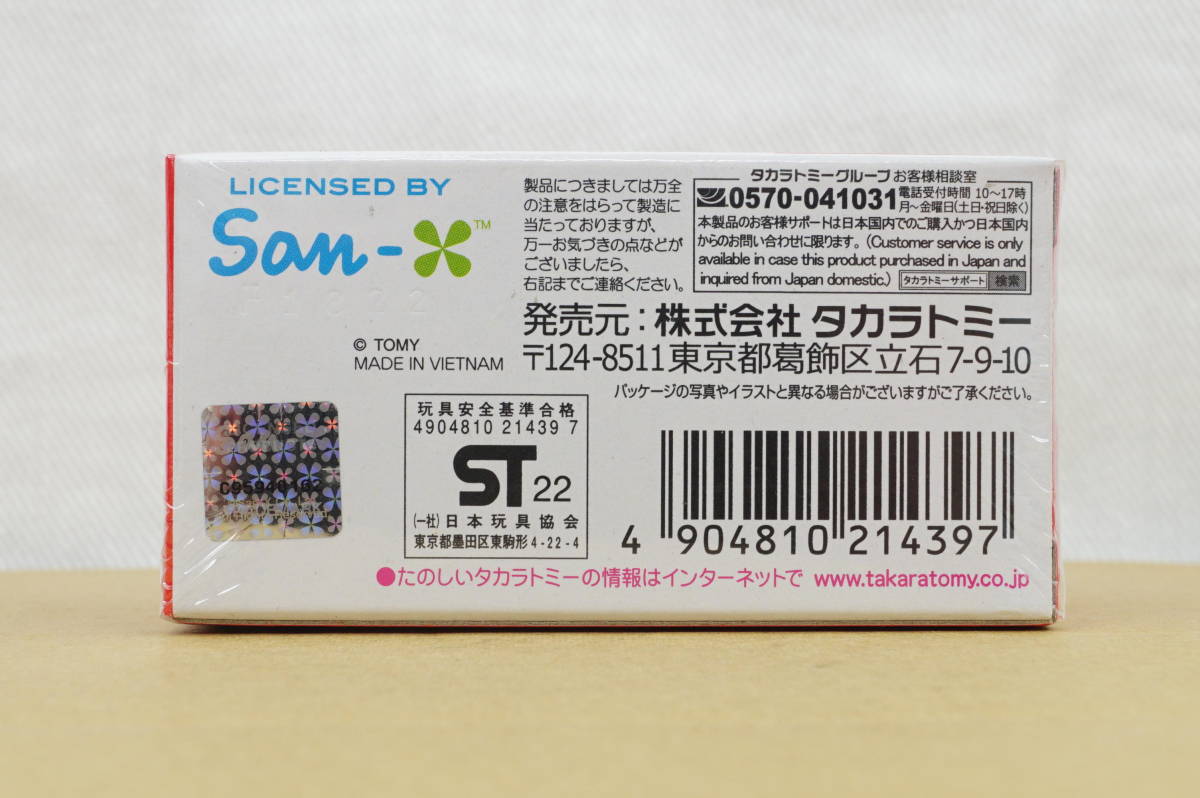 LICENSED BY
San-X™
製品につきましては万全
の注意をはらって製造に
当たっておりますが、
万一お気づきの点などが
ございましたら、
右記までご連絡ください。
タカラトミーグループ お客様相談室
0570-041031 電話受付時間 10～17時
月～金曜日(土日・祝日除く)
本製品のお客様サポートは日本国内でのご購入かつ日本国内
からのお問い合わせに限ります。(Customer service is only
available in case this product purchased in Japan and
inquired from Japan domestic.) タカラトミーサポート 検索
発売元：株式会社 タカラトミー
〒124-8511 東京都葛飾区立石7-9-10
パッケージの写真やイラストと異なる場合がございますがご了承ください。
© TOMY
MADE IN VIETNAM
玩具安全基準合格
4904810 21439 7
ST 22
(一社)日本玩具協会
東京都墨田区東駒形4-22-4
4 904810 214397
●たのしいタカラトミーの情報はインターネットで www.takaratomy.co.jp